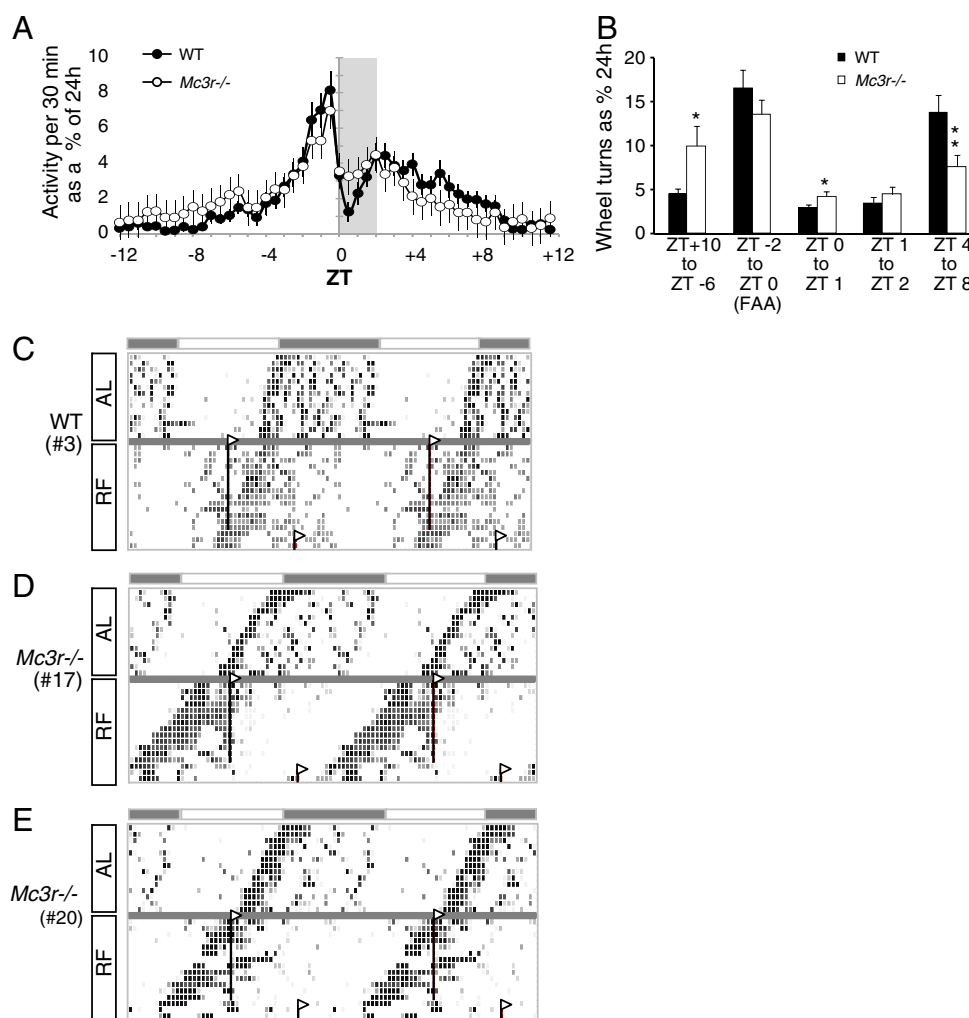 A
Activity per 30 min
as a % of 24h
10
8
6
4
2
0
WT
Mc3r-/-
-12
-8
-4
0
+4
+8
+12
ZT
B
Wheel turns as % 24h
20
15
10
5
0
WT
Mc3r-/-
*
*
*
*
ZT+10
to
ZT -6
ZT -2
to
ZT 0
(FAA)
ZT 0
to
ZT 1
ZT 1
to
ZT 2
ZT 4
to
ZT 8
C
WT
(#3)
AL
RF
D
Mc3r-/-
(#17)
AL
RF
E
Mc3r-/-
(#20)
AL
RF